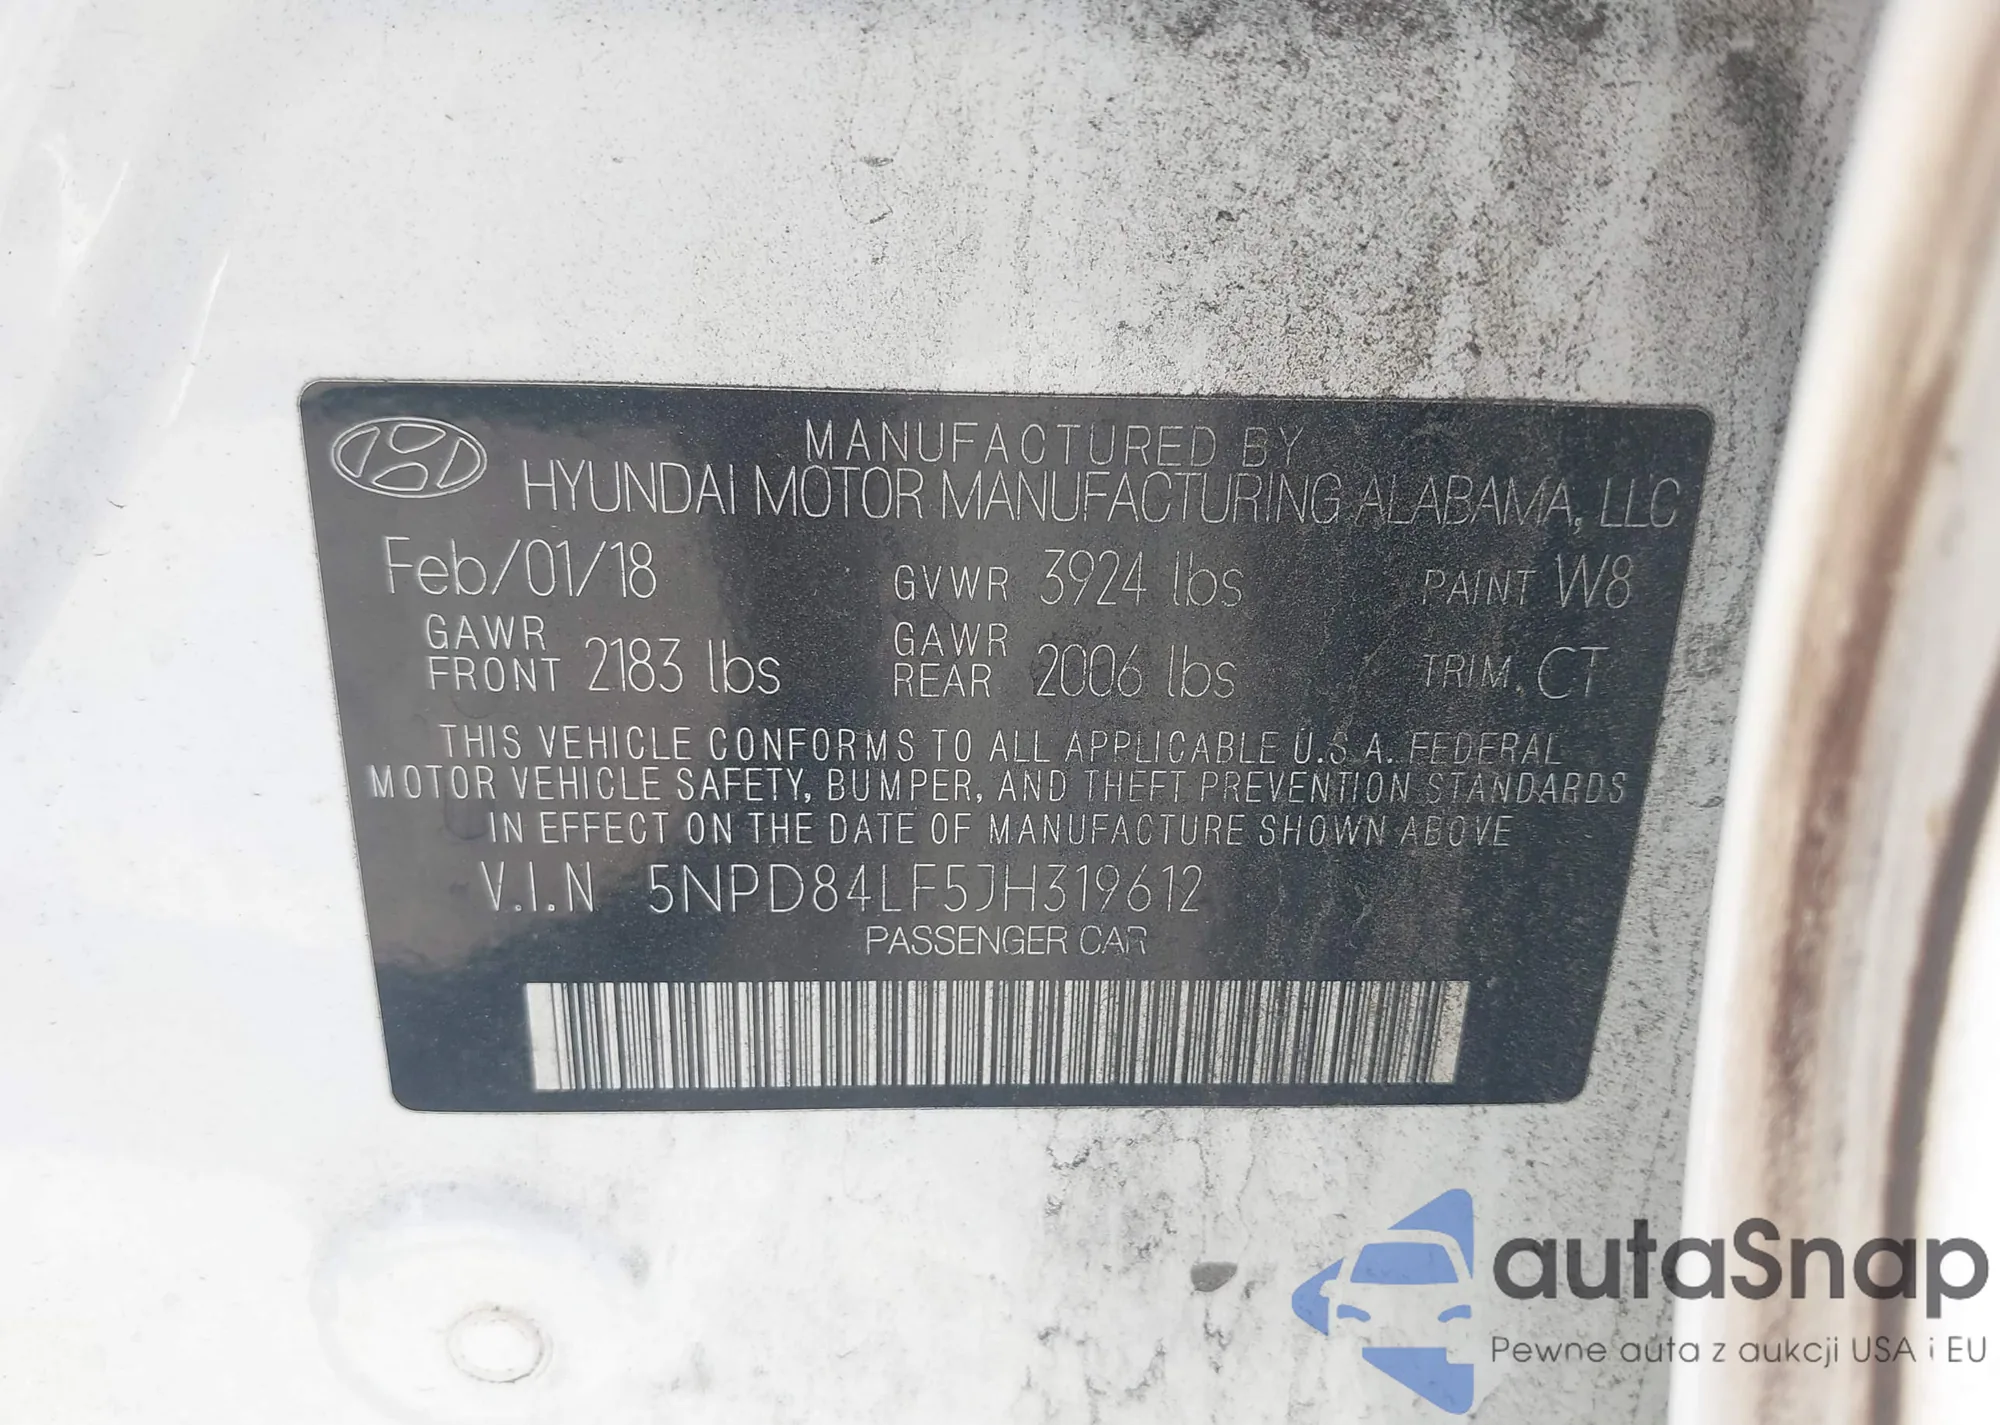 MANUFACTURED BY
HYUNDAI MOTOR MANUFACTURING ALABAMA, LLC
Feb/01/18 GVWR 3924 lbs PAINT W8
GAWR FRONT 2183 lbs GAWR REAR 2006 lbs TRIM. CT
THIS VEHICLE CONFORMS TO ALL APPLICABLE U.S.A. FEDERAL
MOTOR VEHICLE SAFETY, BUMPER, AND THEFT PREVENTION STANDARDS
IN EFFECT ON THE DATE OF MANUFACTURE SHOWN ABOVE
V.I.N 5NPD84LF5JH319612
PASSENGER CAR
autaSnap
Pewne auta z aukcji USA i EU